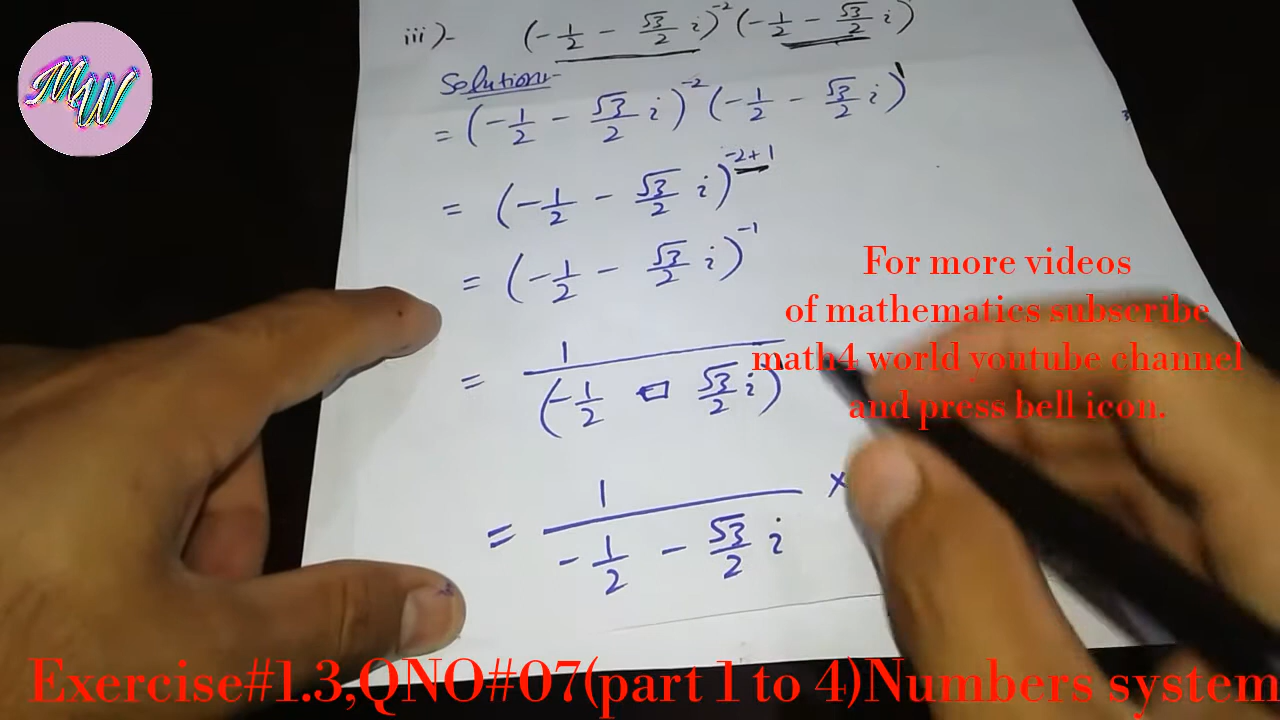 MW
iii)- (-1/2 - √3/2 i)^-2 (-1/2 - √3/2 i)
Solution:-
= (-1/2 - √3/2 i)^-2 (-1/2 - √3/2 i)^1
= (-1/2 - √3/2 i)^-2+1
= (-1/2 - √3/2 i)^-1
For more videos
of mathematics subscribe
math4 world youtube channel
and press bell icon.
= 1/(-1/2 - √3/2 i)
= 1/-1/2 - √3/2 i ×
Exercise#1.3,QNO#07(part 1 to 4)Numbers system